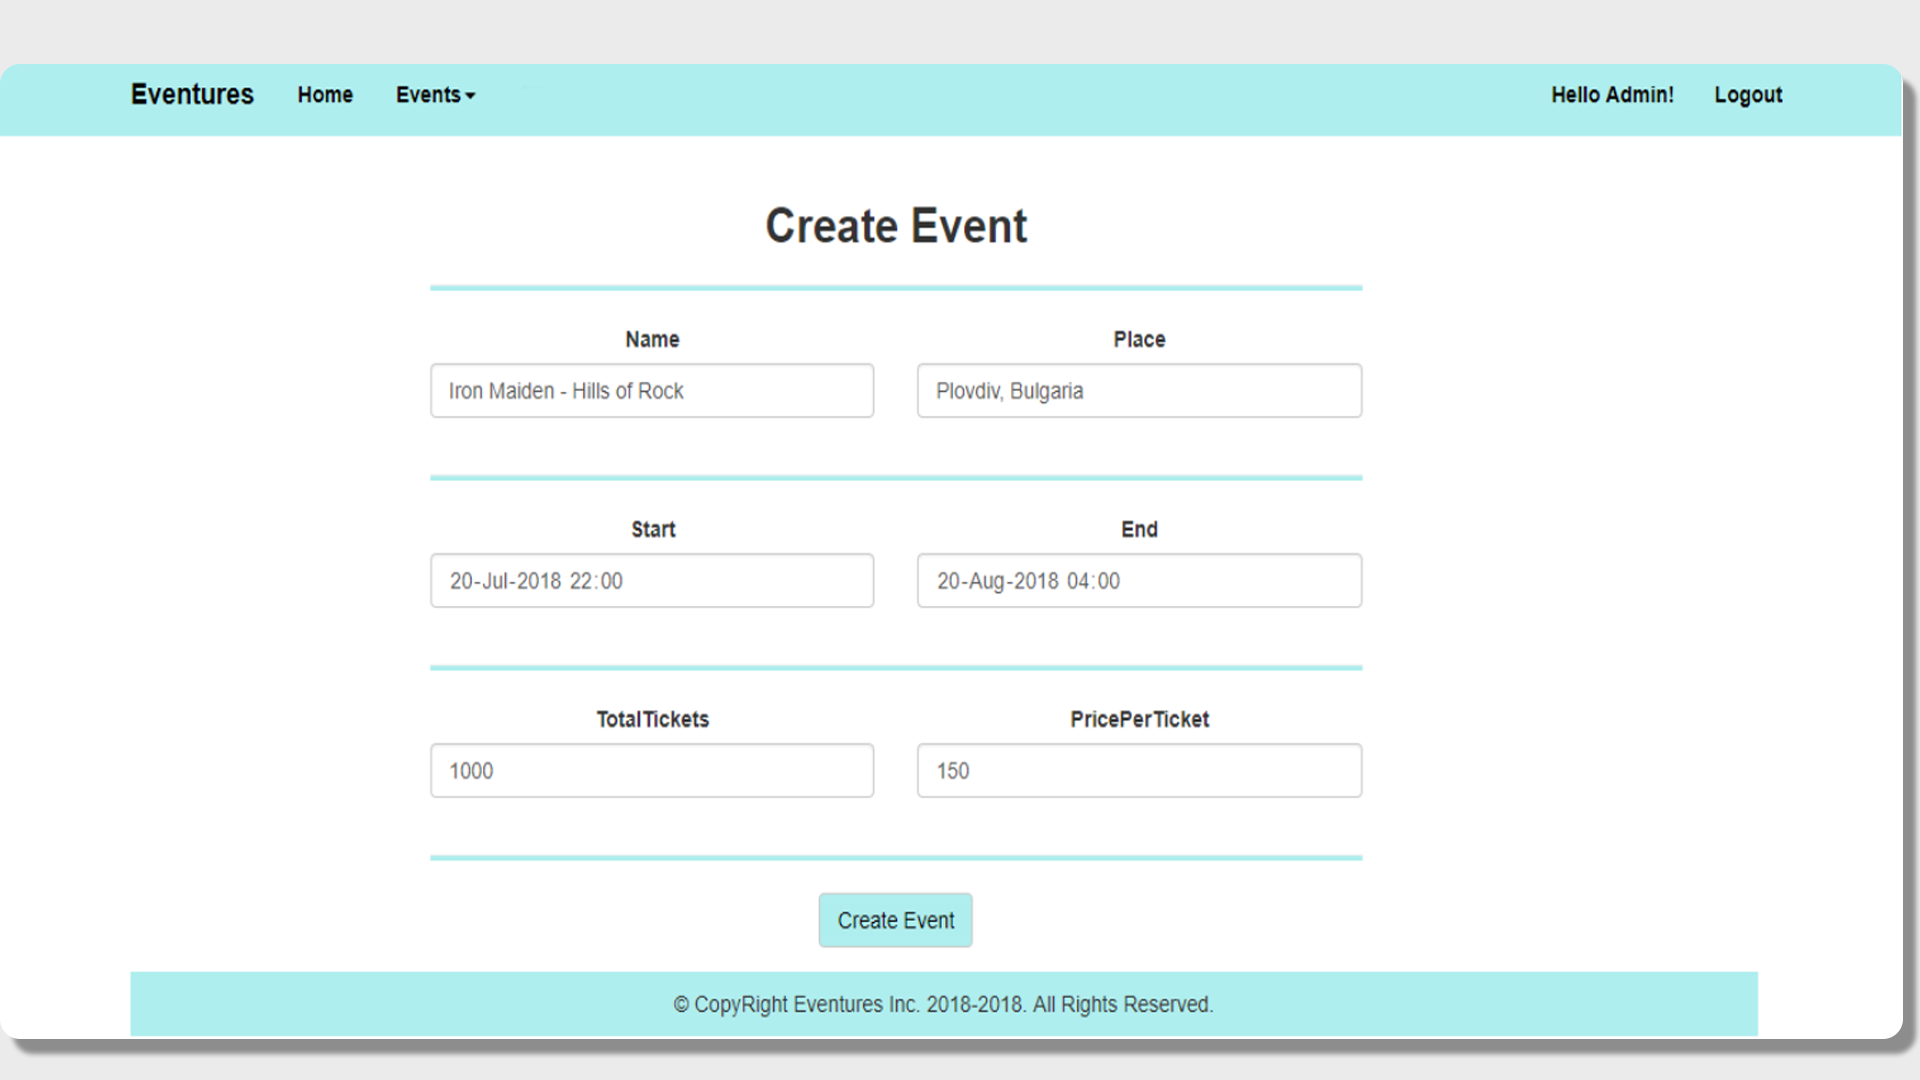 Eventures Home Events Hello Admin! Logout
Create Event
Name Place
Iron Maiden - Hills of Rock Plovdiv, Bulgaria
Start End
20-Jul-2018 22:00 20-Aug-2018 04:00
TotalTickets PricePerTicket
1000 150
Create Event
© CopyRight Eventures Inc. 2018-2018. All Rights Reserved.